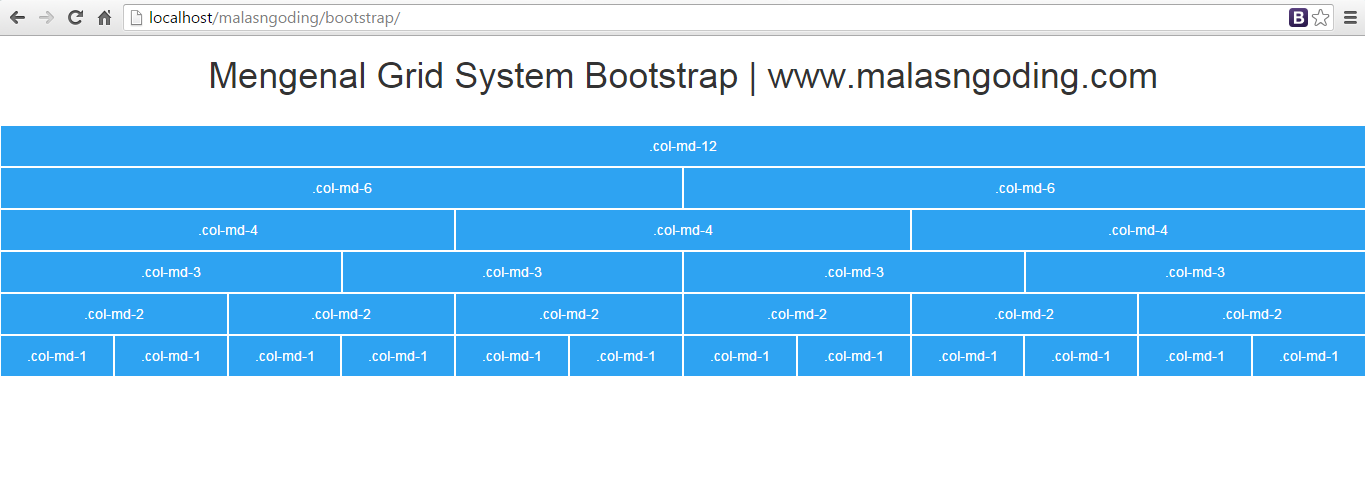 localhost/malasngoding/bootstrap/
B
Mengenal Grid System Bootstrap | www.malasngoding.com
.col-md-12
.col-md-6 .col-md-6
.col-md-4 .col-md-4 .col-md-4
.col-md-3 .col-md-3 .col-md-3 .col-md-3
.col-md-2 .col-md-2 .col-md-2 .col-md-2 .col-md-2 .col-md-2
.col-md-1 .col-md-1 .col-md-1 .col-md-1 .col-md-1 .col-md-1 .col-md-1 .col-md-1 .col-md-1 .col-md-1 .col-md-1 .col-md-1